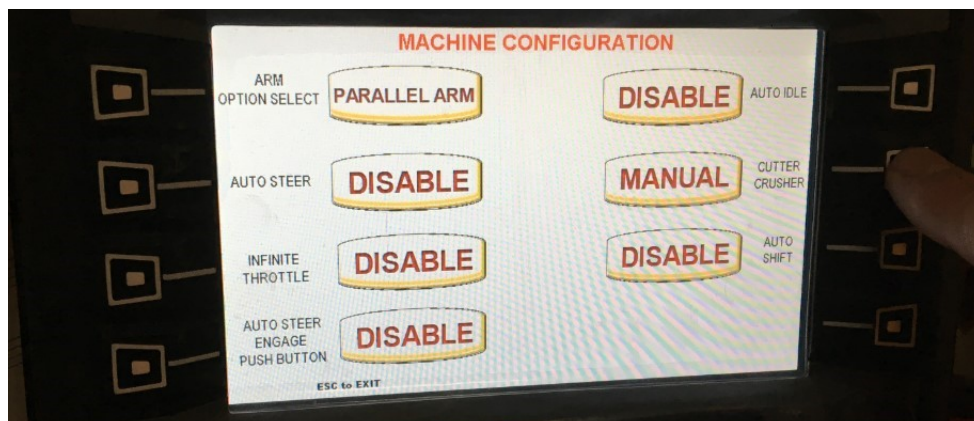 MACHINE CONFIGURATION
ARM
OPTION SELECT
PARALLEL ARM
DISABLE
AUTO IDLE
AUTO STEER
DISABLE
MANUAL
CUTTER
CRUSHER
INFINITE
THROTTLE
DISABLE
DISABLE
AUTO
SHIFT
AUTO STEER
ENGAGE
PUSH BUTTON
DISABLE
ESC to EXIT